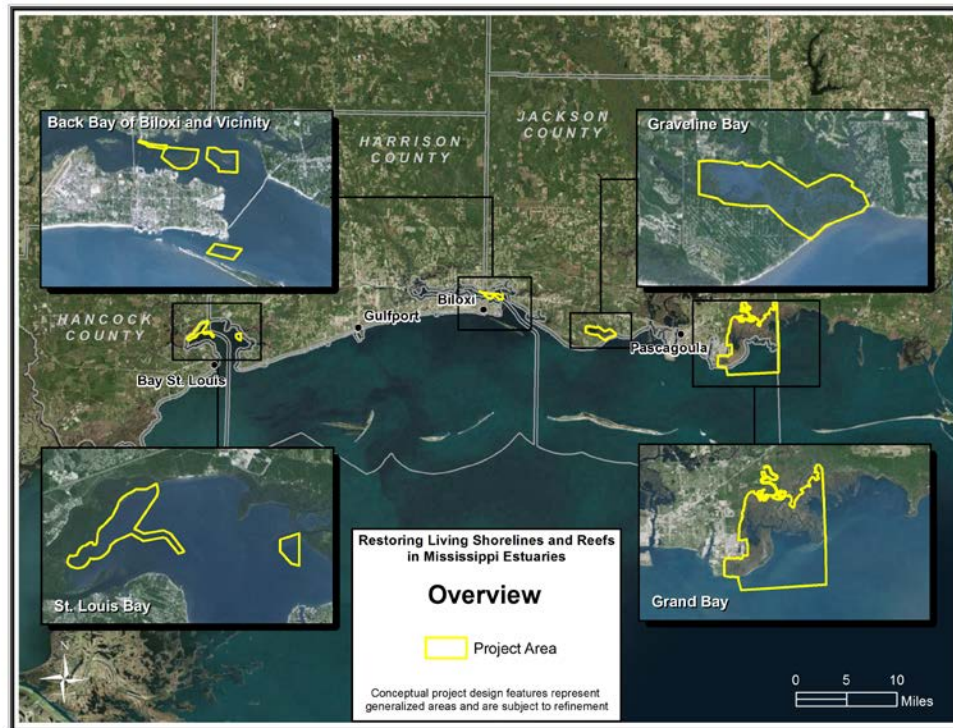 Back Bay of Biloxi and Vicinity
HARRISON
COUNTY
JACKSON
COUNTY
Graveline Bay
HANCOCK
COUNTY
Gulfport
Biloxi
Pascagoula
Bay St. Louis
St. Louis Bay
Restoring Living Shorelines and Reefs
in Mississippi Estuaries
Overview
Project Area
Conceptual project design features represent
generalized areas and are subject to refinement
Grand Bay
N
0 5 10
Miles